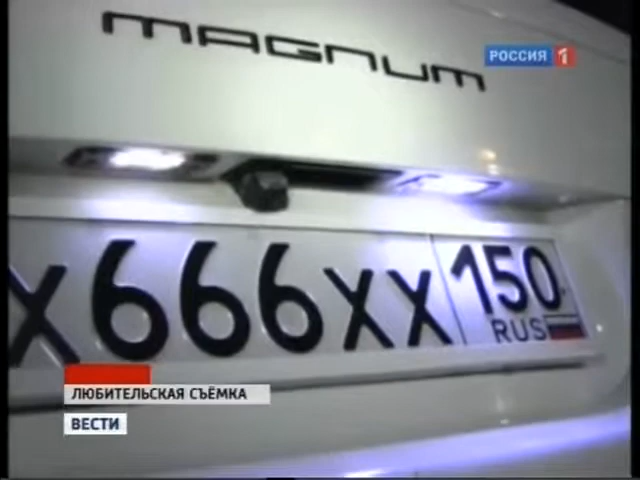 MAGNUM
РОССИЯ 1
X666XX 150
RUS
ЛЮБИТЕЛЬСКАЯ СЪЁМКА
ВЕСТИ